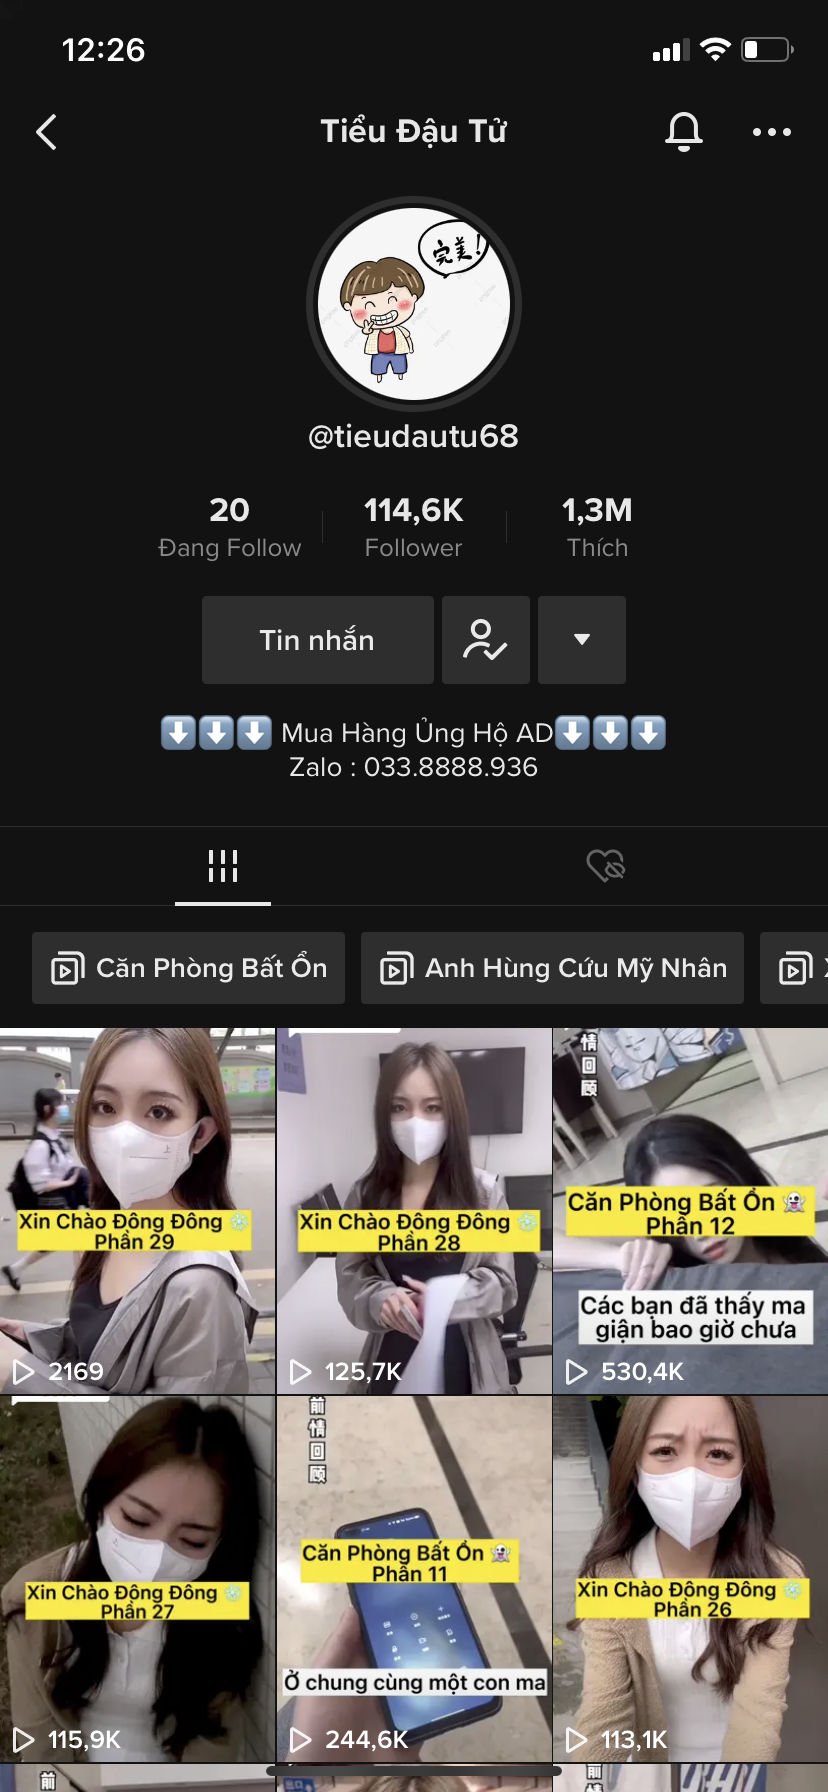 12:26
Tiểu Đậu Tử
完美!
@tieudautu68
20
Đang Follow
114,6K
Follower
1,3M
Thích
Tin nhắn
⬇️⬇️⬇️ Mua Hàng Ủng Hộ AD⬇️⬇️⬇️
Zalo : 033.8888.936
Căn Phòng Bất Ổn
Anh Hùng Cứu Mỹ Nhân
Xin Chào Đông Đông
Phần 29
2169
Xin Chào Đông Đông
Phần 28
125,7K
情回顾
Căn Phòng Bất Ổn 👻
Phần 12
Các bạn đã thấy ma
giận bao giờ chưa
530,4K
Xin Chào Đông Đông
Phần 27
115,9K
前情回顾
Căn Phòng Bất Ổn 👻
Phần 11
Ở chung cùng một con ma
244,6K
Xin Chào Đông Đông
Phần 26
113,1K
前
前